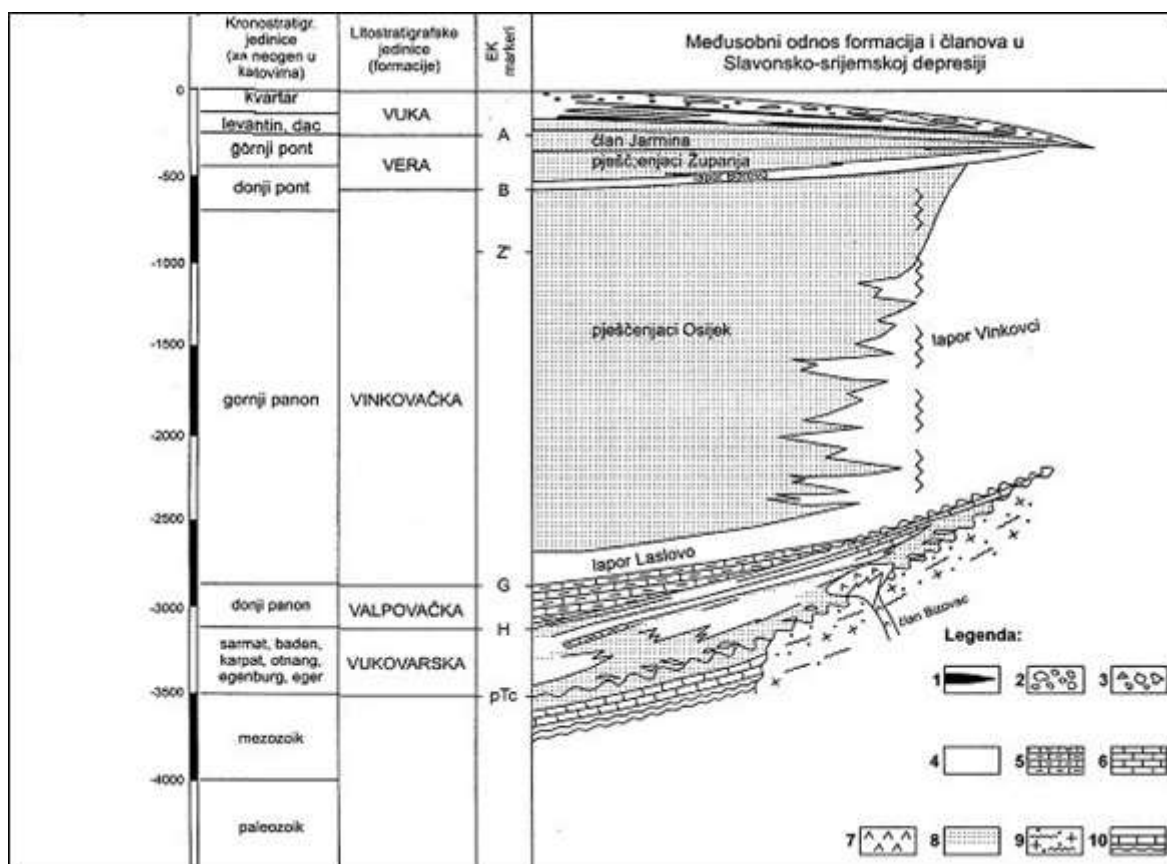 Kronostratigr.
jedinice
(za neogen u
katovima)
Litostratigrafske
jedinice
(formacije)
EK
markeri
Međusobni odnos formacija i članova u
Slavonsko-srijemskoj depresiji
0
-500
-1000
-1500
-2000
-2500
-3000
-3500
-4000
kvartar
levantin, dac
gornji pont
donji pont
gornji panon
donji panon
sarmat, baden,
karpat, otnang,
egenburg, eger
mezozoik
paleozoik
VUKA
VERA
VINKOVAČKA
VALPOVAČKA
VUKOVARSKA
A
B
Z'
G
H
pTc
član Jarmina
pješčenjaci Županja
lapor Borovo
pješčenjaci Osijek
lapor Vinkovci
lapor Laslovo
član Bizovac
Legenda:
1
2
3
4
5
6
7
8
9
10